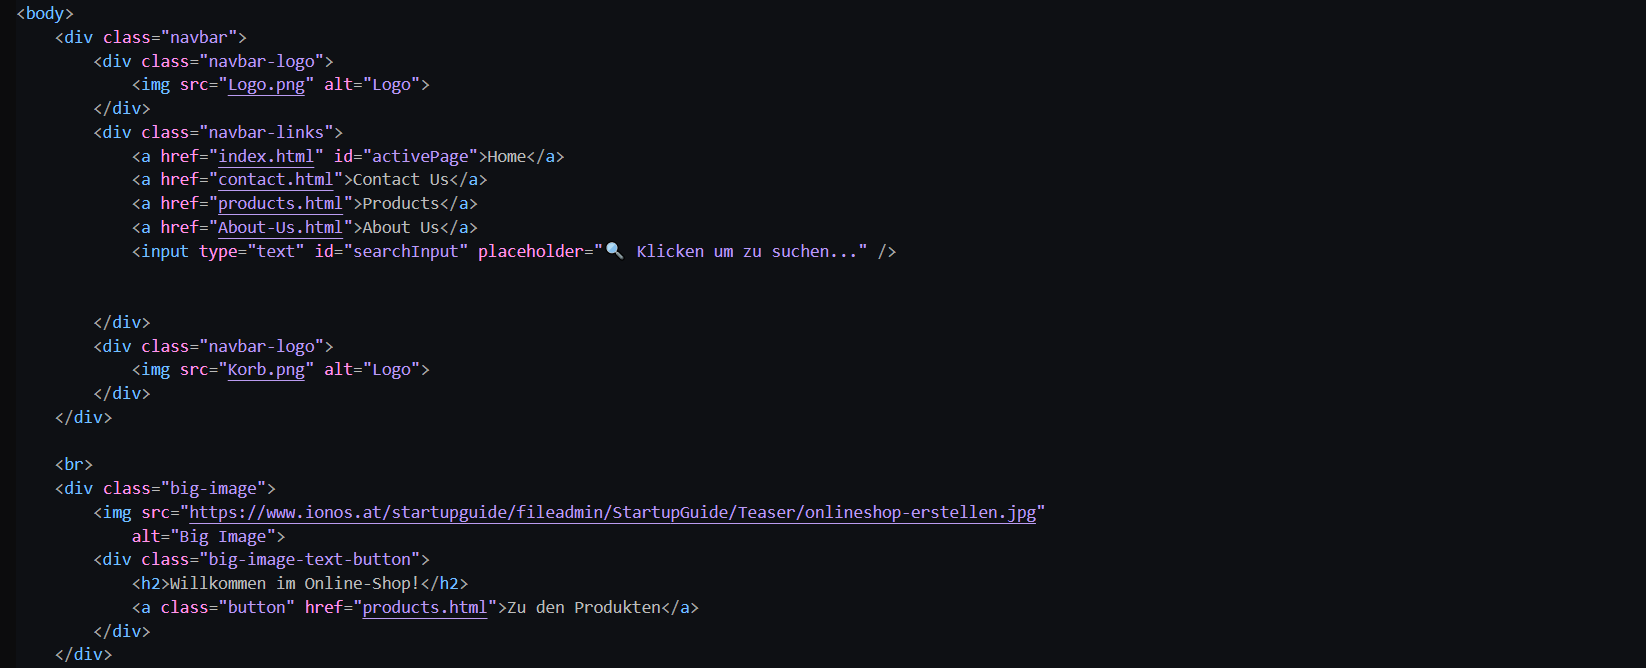 <body>
<div class="navbar">
<div class="navbar-logo">
<img src="Logo.png" alt="Logo">
</div>
<div class="navbar-links">
<a href="index.html" id="activePage">Home</a>
<a href="contact.html">Contact Us</a>
<a href="products.html">Products</a>
<a href="About-Us.html">About Us</a>
<input type="text" id="searchInput" placeholder="🔍 Klicken um zu suchen..." />
</div>
<div class="navbar-logo">
<img src="Korb.png" alt="Logo">
</div>
</div>
<br>
<div class="big-image">
<img src="https://www.ionos.at/startupguide/fileadmin/StartupGuide/Teaser/onlineshop-erstellen.jpg"
alt="Big Image">
<div class="big-image-text-button">
<h2>Willkommen im Online-Shop!</h2>
<a class="button" href="products.html">Zu den Produkten</a>
</div>
</div>